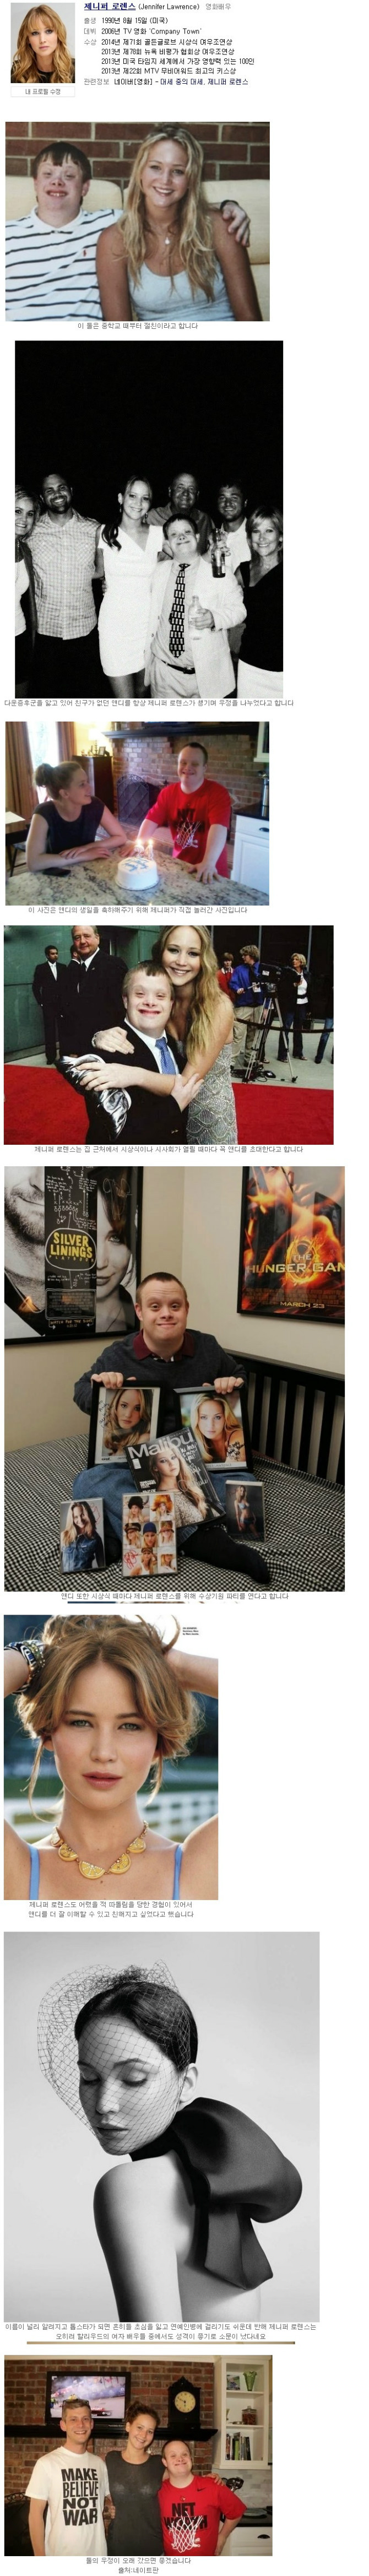 제니퍼 로렌스 (Jennifer Lawrence) 영화배우
출생 1990년 8월 15일 (미국)
데뷔 2006년 TV 영화 'Company Town'
수상 2014년 제71회 골든글로브 시상식 여우조연상
2013년 제78회 뉴욕 비평가 협회상 여우조연상
2013년 미국 타임지 세계에서 가장 영향력 있는 100인
2013년 제22회 MTV 무비어워드 최고의 키스상
내 프로필 수정
관련정보 네이버[영화] - 대세 중의 대세, 제니퍼 로렌스
이 둘은 중학교 때부터 절친이라고 합니다
다운증후군을 앓고 있어 친구가 없던 앤디를 항상 제니퍼 로렌스가 챙기며 우정을 나누었다고 합니다
이 사진은 앤디의 생일을 축하해주기 위해 제니퍼가 직접 놀러간 사진입니다
제니퍼 로렌스는 집 근처에서 시상식이나 시사회가 열릴 때마다 꼭 앤디를 초대한다고 합니다
SILVER
LININGS
THE
HUNGER GAM
MARCH 23
Malibu
앤디 또한 시상식 때마다 제니퍼 로렌스를 위해 수상기원 파티를 연다고 합니다
제니퍼 로렌스도 어렸을 적 따돌림을 당한 경험이 있어서
앤디를 더 잘 이해할 수 있고 친해지고 싶었다고 했습니다
이름이 널리 알려지고 톱스타가 되면 흔히들 초심을 잃고 연예인병에 걸리기도 쉬운데 반해 제니퍼 로렌스는
오히려 할리우드의 여자 배우들 중에서도 성격이 좋기로 소문이 났다네요
MAKE
BELIEVE
NOT
WAR
NET
WORTH
둘의 우정이 오래 갔으면 좋겠습니다
출처:네이트판